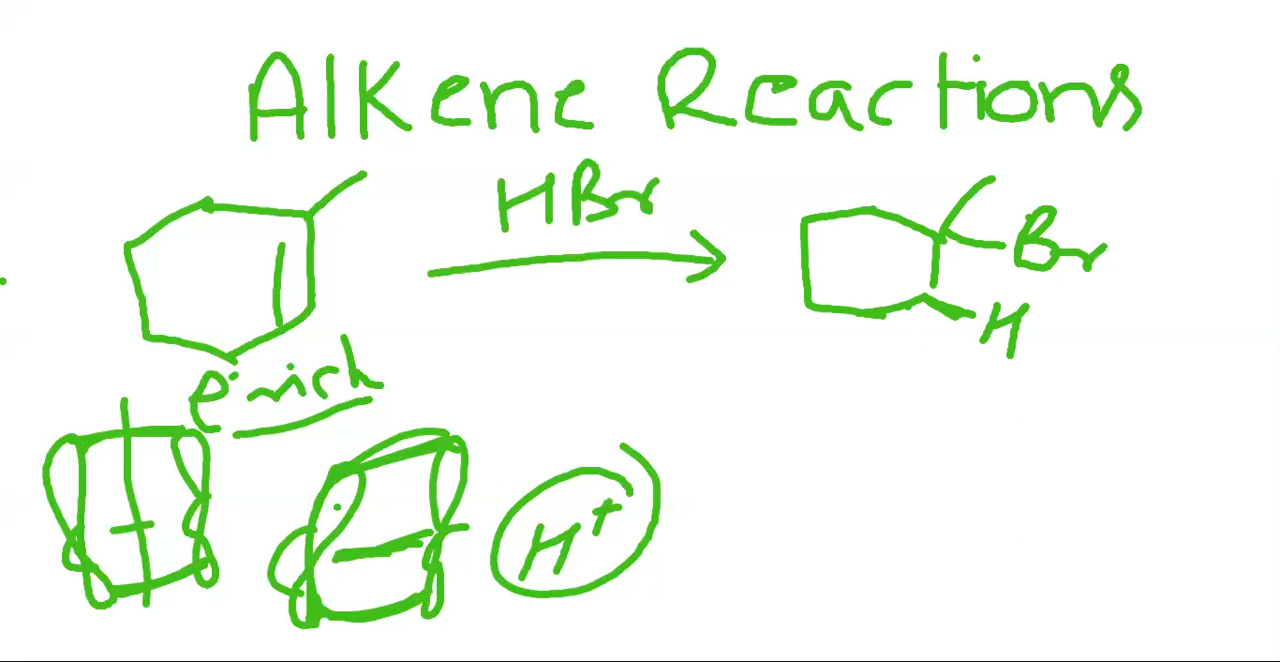 Alkene Reactions
HBr
Br
H
e⁻ rich
H⁺